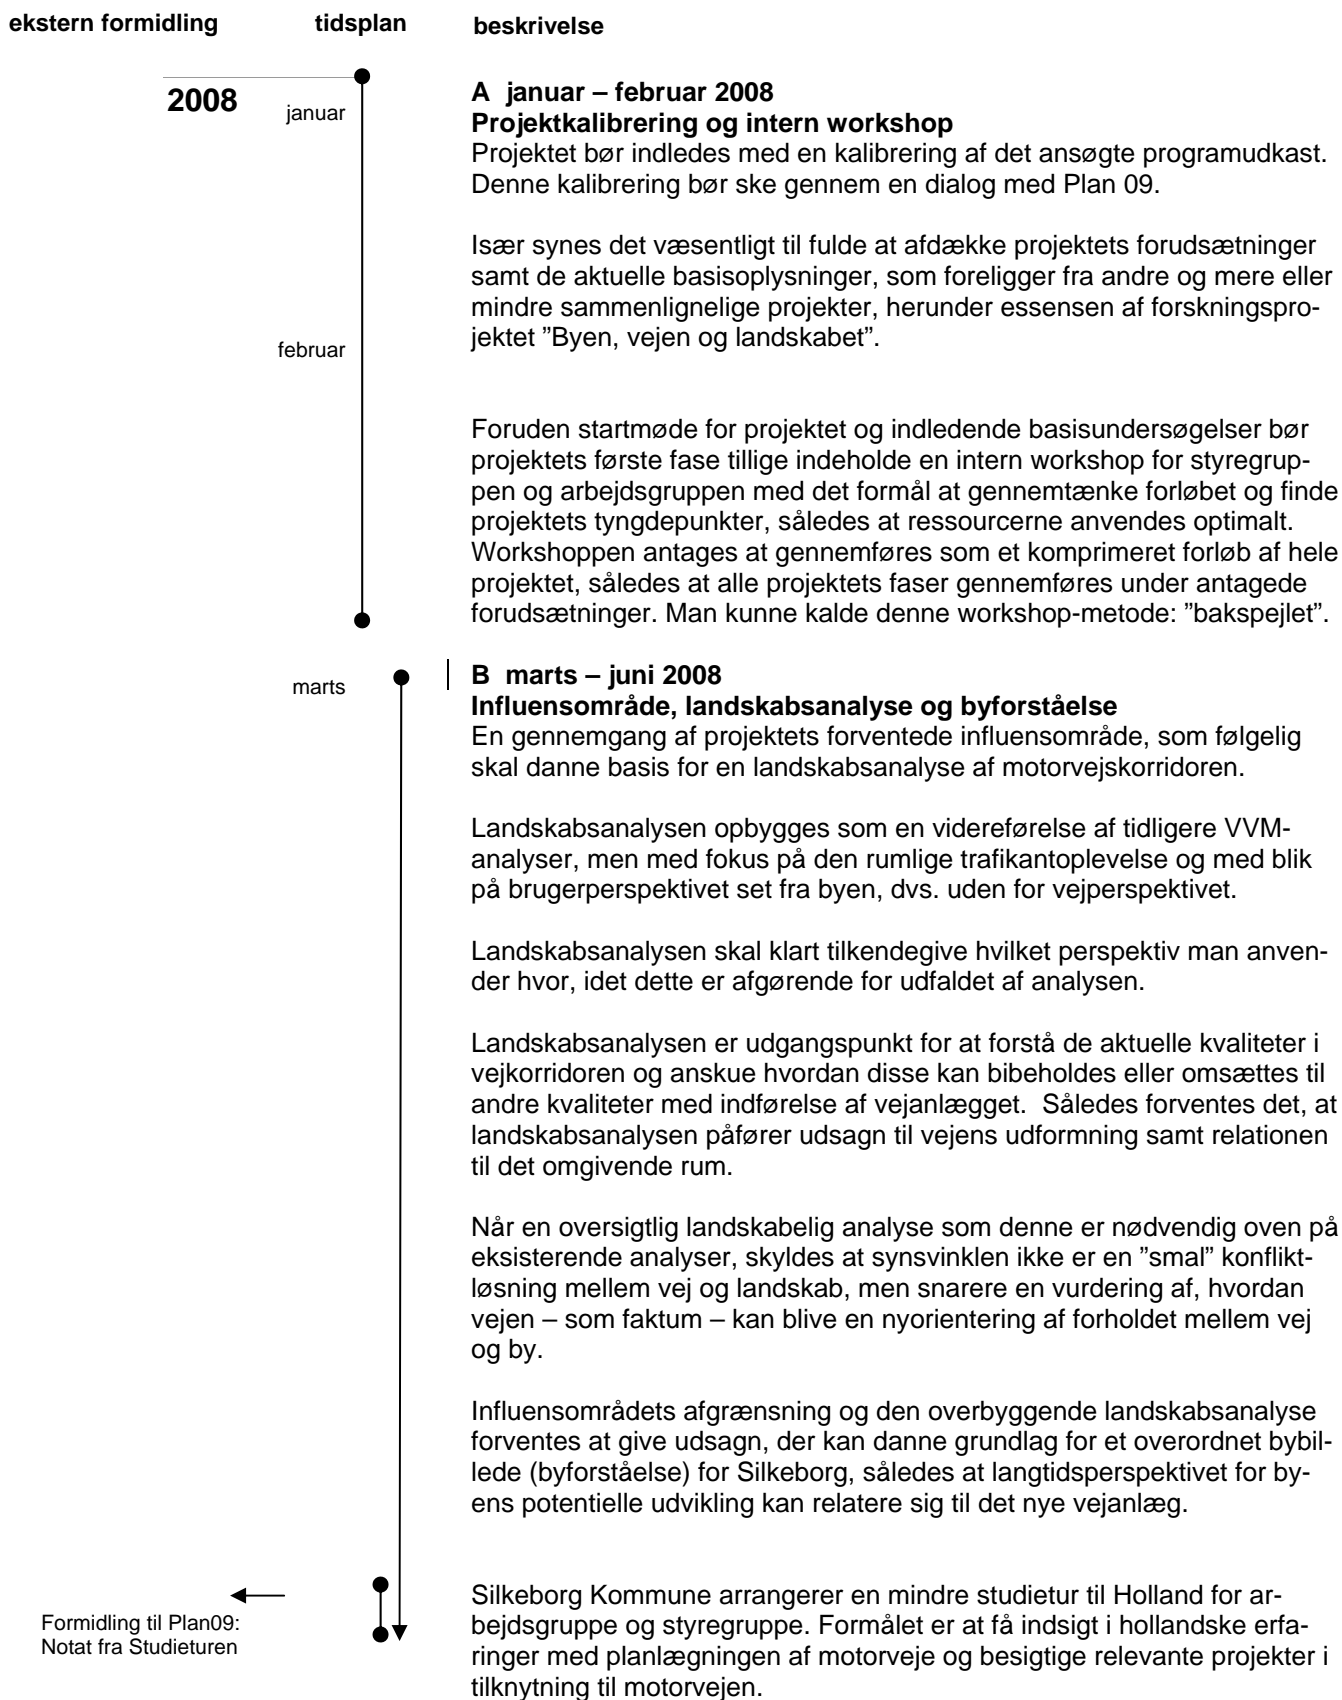 ekstern formidling tidsplan beskrivelse
2008 januar
A januar – februar 2008
Projektkalibrering og intern workshop
Projektet bør indledes med en kalibrering af det ansøgte programudkast.
Denne kalibrering bør ske gennem en dialog med Plan 09.
Især synes det væsentligt til fulde at afdække projektets forudsætninger
samt de aktuelle basisoplysninger, som foreligger fra andre og mere eller
mindre sammenlignelige projekter, herunder essensen af forskningspro-
jektet ”Byen, vejen og landskabet”.
februar
Foruden startmøde for projektet og indledende basisundersøgelser bør
projektets første fase tillige indeholde en intern workshop for styregrup-
pen og arbejdsgruppen med det formål at gennemtænke forløbet og finde
projektets tyngdepunkter, således at ressourcerne anvendes optimalt.
Workshoppen antages at gennemføres som et komprimeret forløb af hele
projektet, således at alle projektets faser gennemføres under antagede
forudsætninger. Man kunne kalde denne workshop-metode: ”bakspejlet”.
marts
B marts – juni 2008
Influensområde, landskabsanalyse og byforståelse
En gennemgang af projektets forventede influensområde, som følgelig
skal danne basis for en landskabsanalyse af motorvejskorridoren.
Landskabsanalysen opbygges som en videreførelse af tidligere VVM-
analyser, men med fokus på den rumlige trafikantoplevelse og med blik
på brugerperspektivet set fra byen, dvs. uden for vejperspektivet.
Landskabsanalysen skal klart tilkendegive hvilket perspektiv man anven-
der hvor, idet dette er afgørende for udfaldet af analysen.
Landskabsanalysen er udgangspunkt for at forstå de aktuelle kvaliteter i
vejkorridoren og anskue hvordan disse kan bibeholdes eller omsættes til
andre kvaliteter med indførelse af vejanlægget. Således forventes det, at
landskabsanalysen påfører udsagn til vejens udformning samt relationen
til det omgivende rum.
Når en oversigtlig landskabelig analyse som denne er nødvendig oven på
eksisterende analyser, skyldes at synsvinklen ikke er en ”smal” konflikt-
løsning mellem vej og landskab, men snarere en vurdering af, hvordan
vejen – som faktum – kan blive en nyorientering af forholdet mellem vej
og by.
Influensområdets afgrænsning og den overbyggende landskabsanalyse
forventes at give udsagn, der kan danne grundlag for et overordnet bybil-
lede (byforståelse) for Silkeborg, således at langtidsperspektivet for by-
ens potentielle udvikling kan relatere sig til det nye vejanlæg.
Formidling til Plan09:
Notat fra Studieturen
Silkeborg Kommune arrangerer en mindre studietur til Holland for ar-
bejdsgruppe og styregruppe. Formålet er at få indsigt i hollandske erfa-
ringer med planlægningen af motorveje og besigtige relevante projekter i
tilknytning til motorvejen.